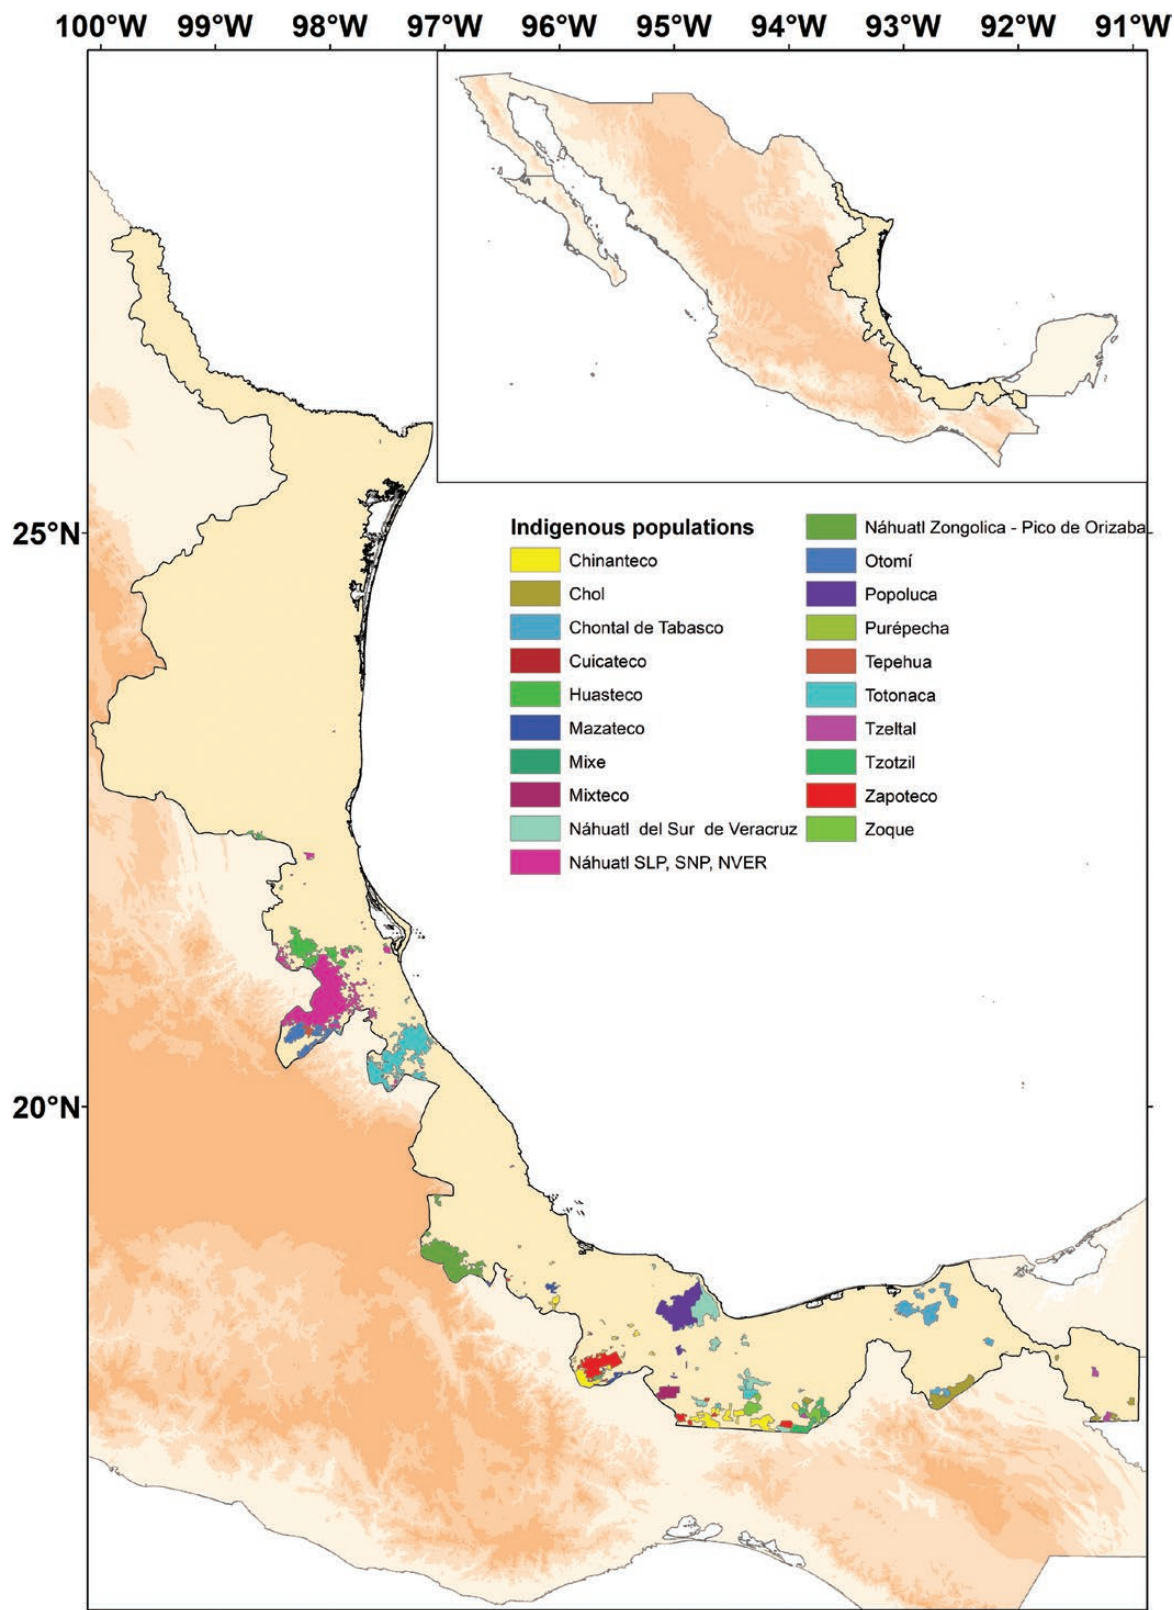 100°W 99°W 98°W 97°W 96°W 95°W 94°W 93°W 92°W 91°W
25°N
20°N
Indigenous populations
Chinanteco
Chol
Chontal de Tabasco
Cuicateco
Huasteco
Mazateco
Mixe
Mixteco
Náhuatl del Sur de Veracruz
Náhuatl SLP, SNP, NVER
Náhuatl Zongolica - Pico de Orizaba
Otomí
Popoluca
Purépecha
Tepehua
Totonaca
Tzeltal
Tzotzil
Zapoteco
Zoque